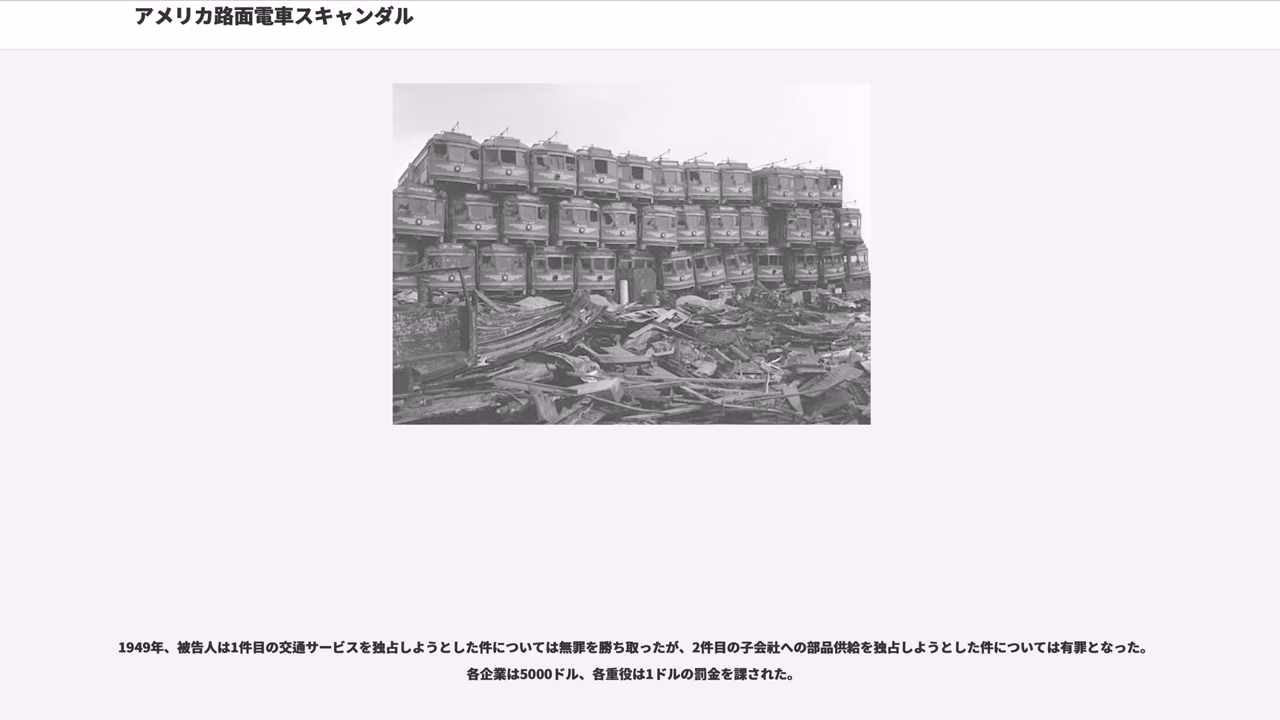 アメリカ路面電車スキャンダル
1949年、被告人は1件目の交通サービスを独占しようとした件については無罪を勝ち取ったが、2件目の子会社への部品供給を独占しようとした件については有罪となった。
各企業は5000ドル、各重役は1ドルの罰金を課された。